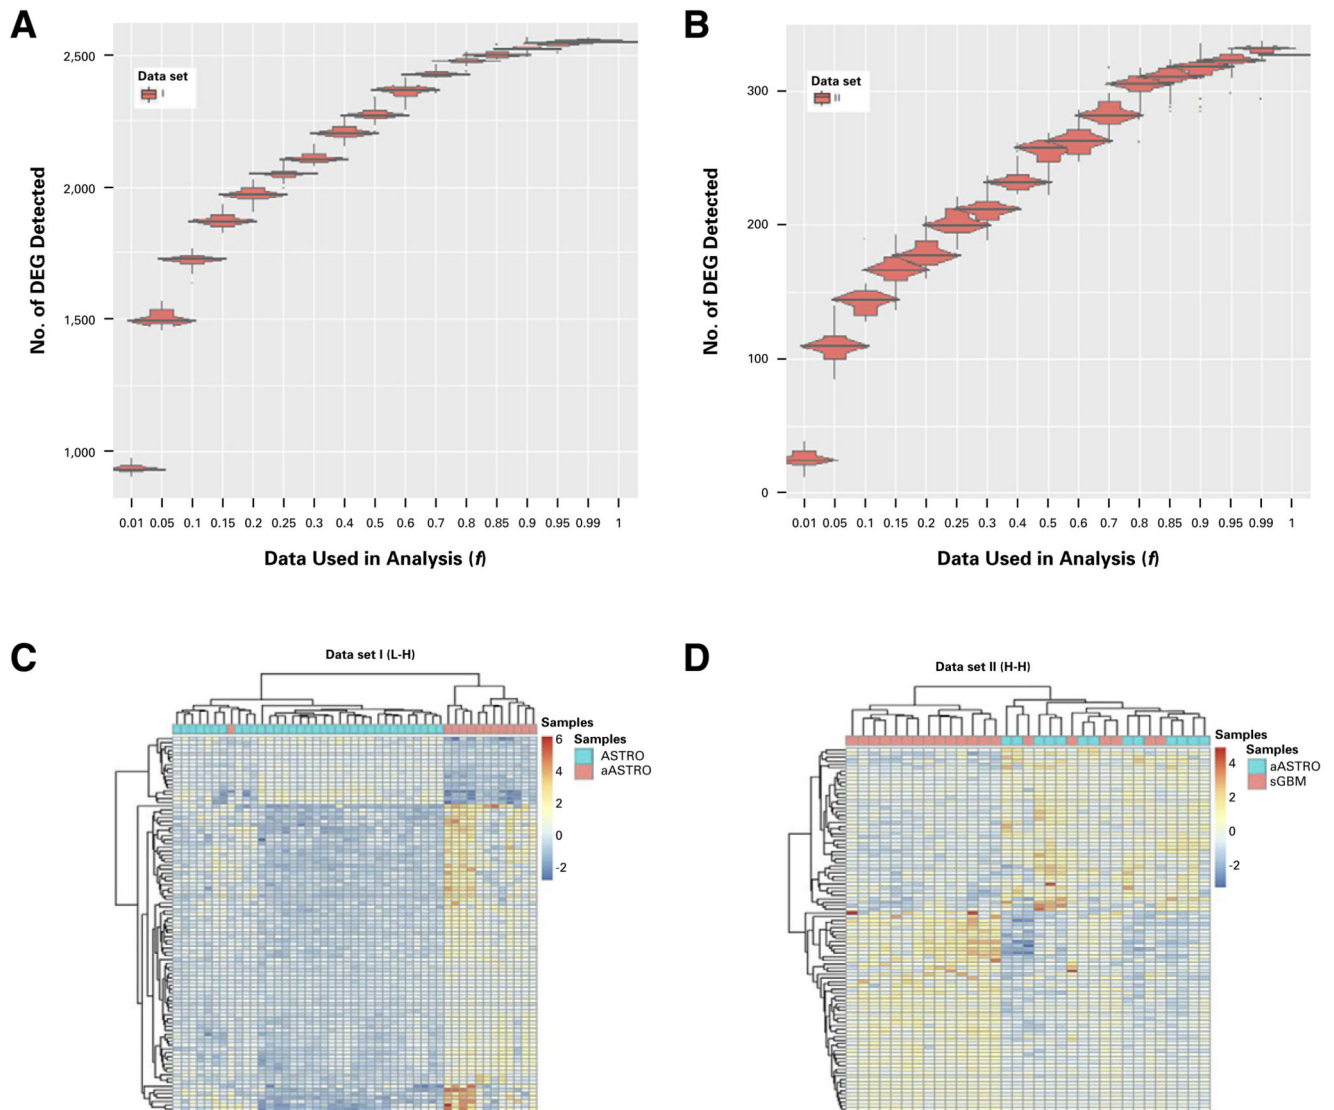 A
2,500
2,000
1,500
1,000
No. of DEG Detected
Data set
I
0.01 0.05 0.1 0.15 0.2 0.25 0.3 0.4 0.5 0.6 0.7 0.8 0.85 0.9 0.95 0.99 1
Data Used in Analysis (f)
B
300
200
100
0
No. of DEG Detected
Data set
II
0.01 0.05 0.1 0.15 0.2 0.25 0.3 0.4 0.5 0.6 0.7 0.8 0.85 0.9 0.95 0.99 1
Data Used in Analysis (f)
C
Data set I (L-H)
Samples
6
4
2
0
-2
Samples
ASTRO
aASTRO
D
Data set II (H-H)
Samples
4
2
0
-2
Samples
aASTRO
sGBM